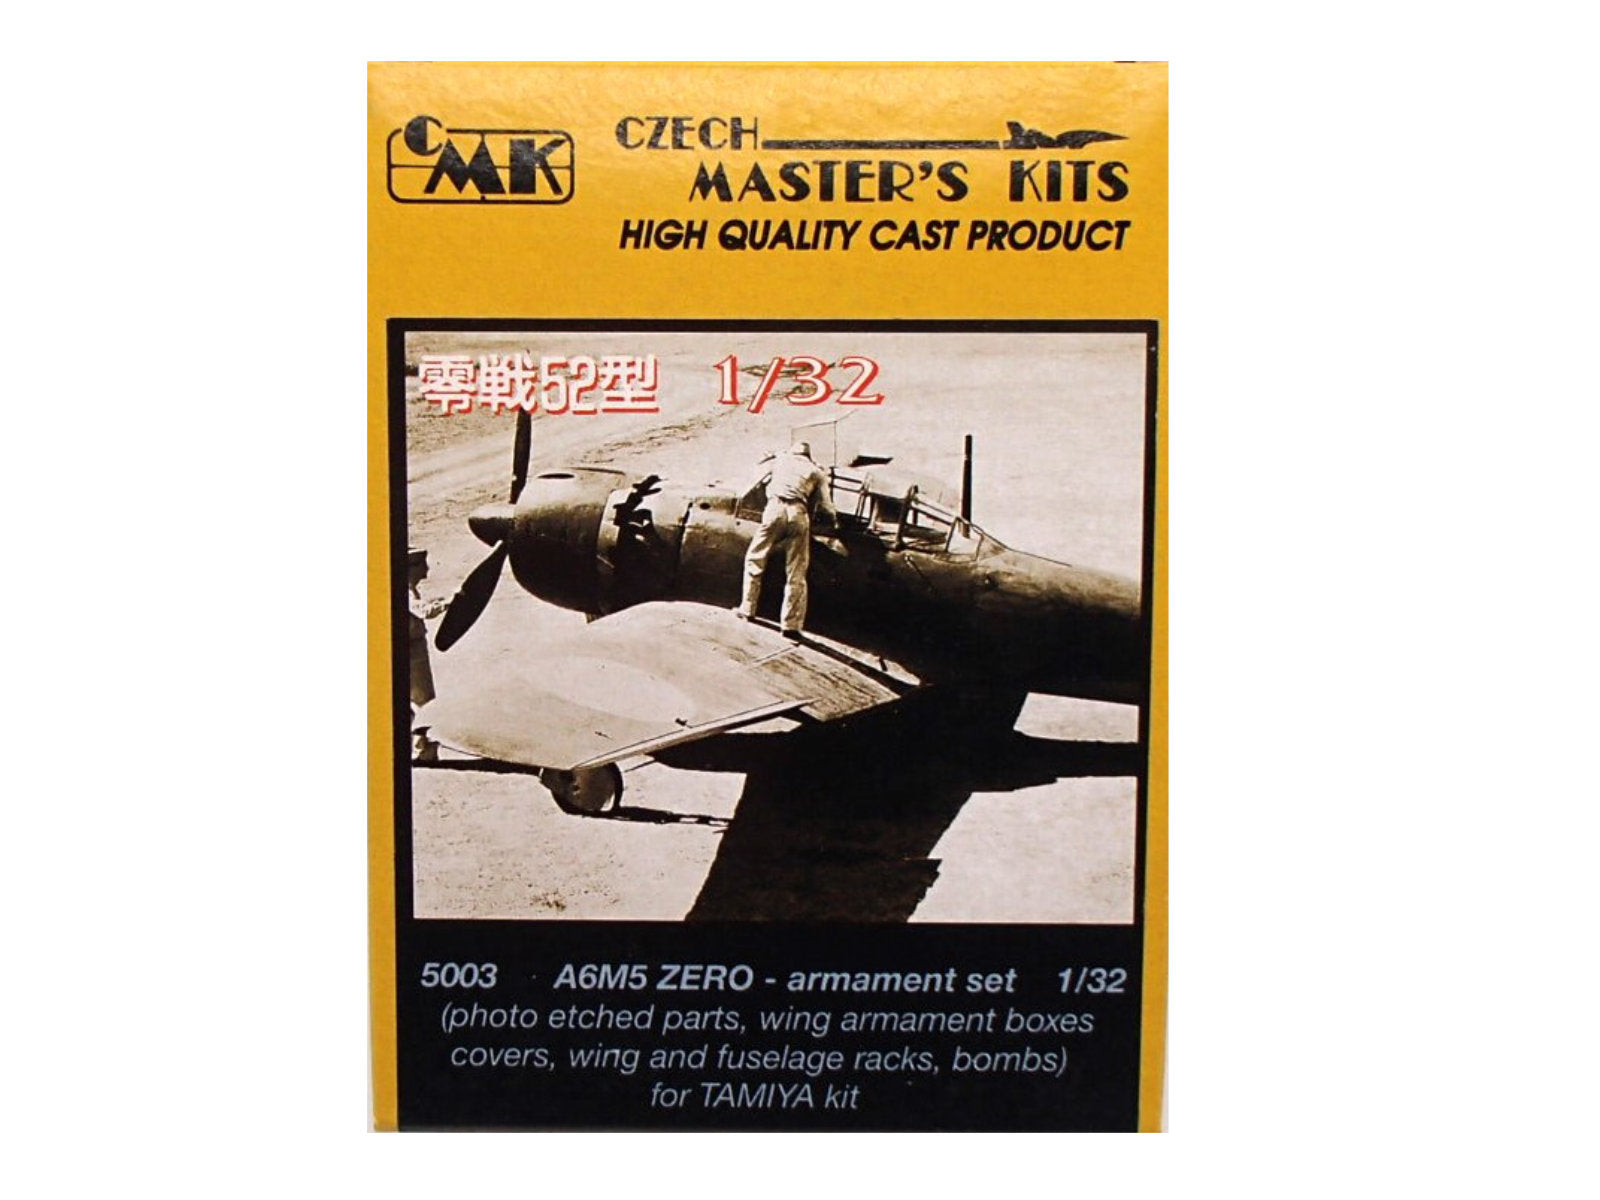 CMK
CZECH
MASTER'S KITS
HIGH QUALITY CAST PRODUCT
零戦52型 1/32
5003 A6M5 ZERO - armament set 1/32
(photo etched parts, wing armament boxes
covers, wing and fuselage racks, bombs)
for TAMIYA kit